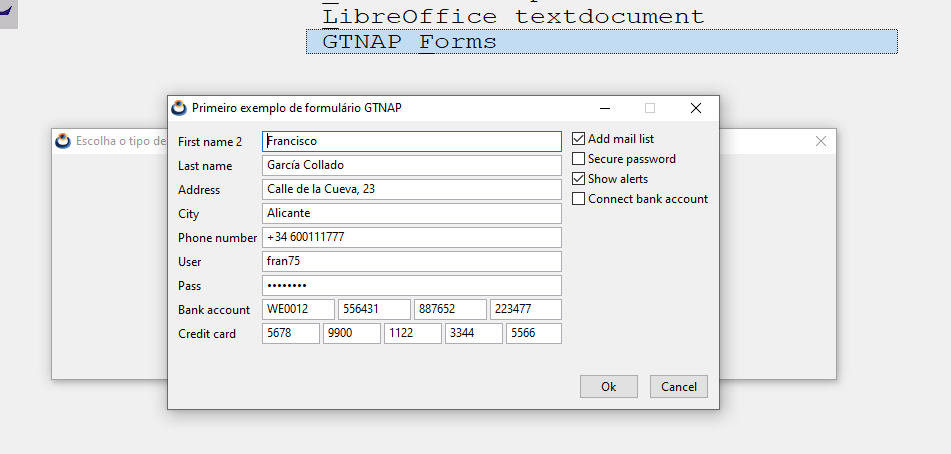 LibreOffice textdocument
GTNAP Forms
Primeiro exemplo de formulário GTNAP
Escolha o tipo de
First name 2 Francisco
Add mail list
Last name García Collado
Secure password
Address Calle de la Cueva, 23
Show alerts
City Alicante
Connect bank account
Phone number +34 600111777
User fran75
Pass ••••••••
Bank account WE0012 556431 887652 223477
Credit card 5678 9900 1122 3344 5566
Ok Cancel